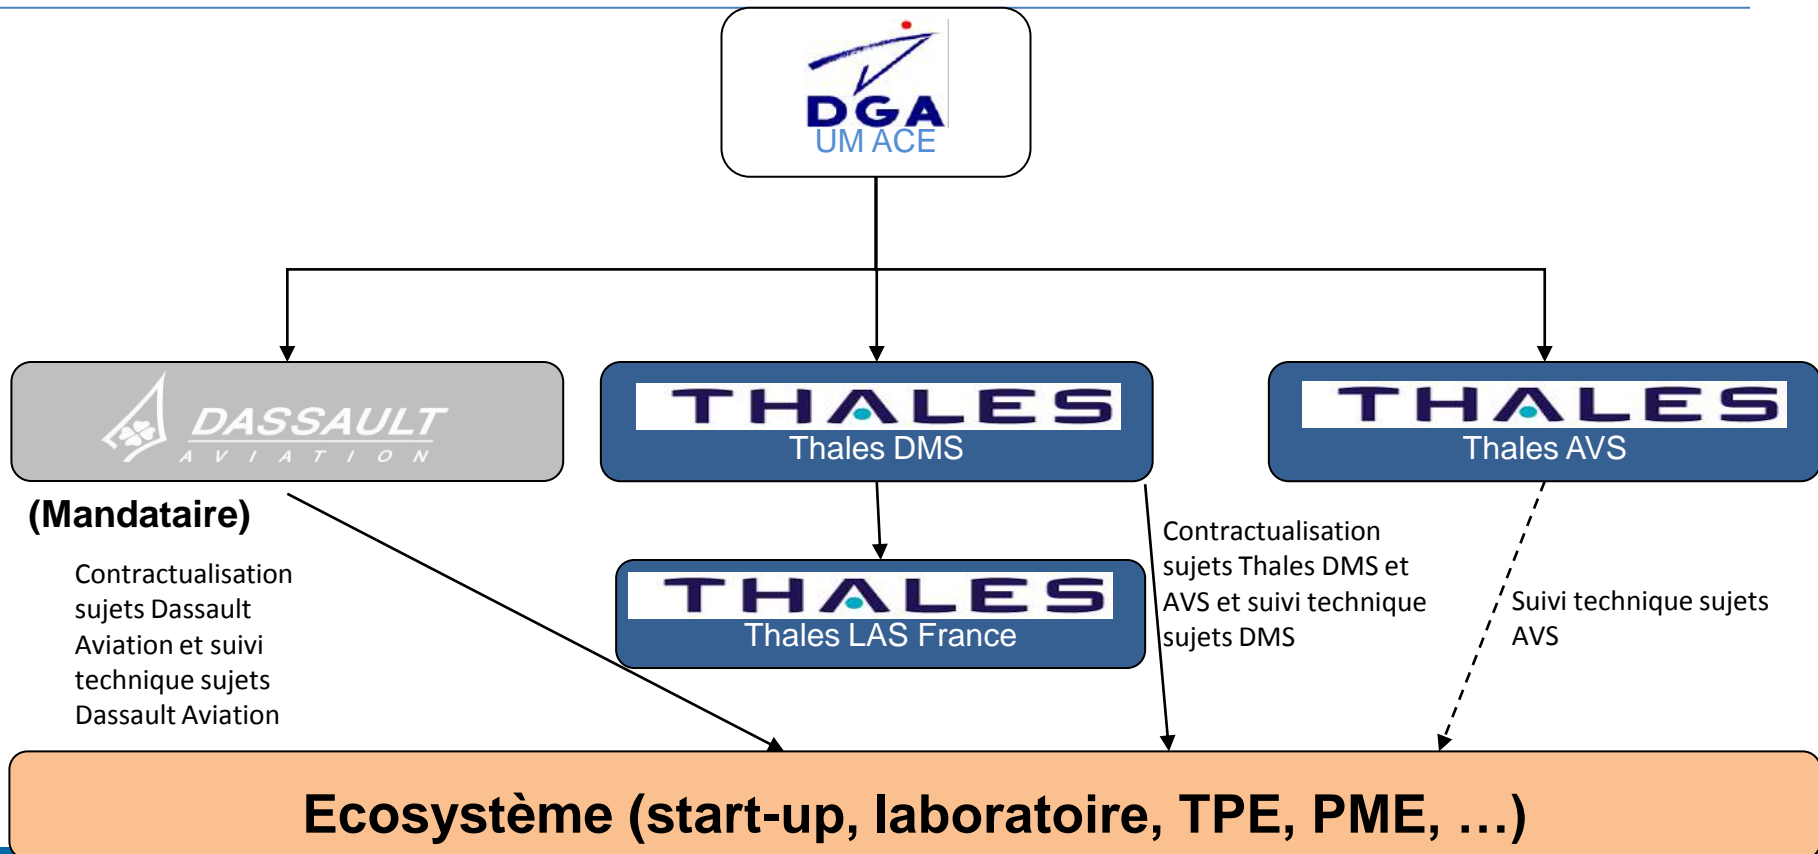 DGA
UM ACE
DASSAULT
AVIATION
THALES
Thales DMS
THALES
Thales AVS
(Mandataire)
Contractualisation
sujets Dassault
Aviation et suivi
technique sujets
Dassault Aviation
THALES
Thales LAS France
Contractualisation
sujets Thales DMS et
AVS et suivi technique
sujets DMS
Suivi technique sujets
AVS
Ecosystème (start-up, laboratoire, TPE, PME, …)